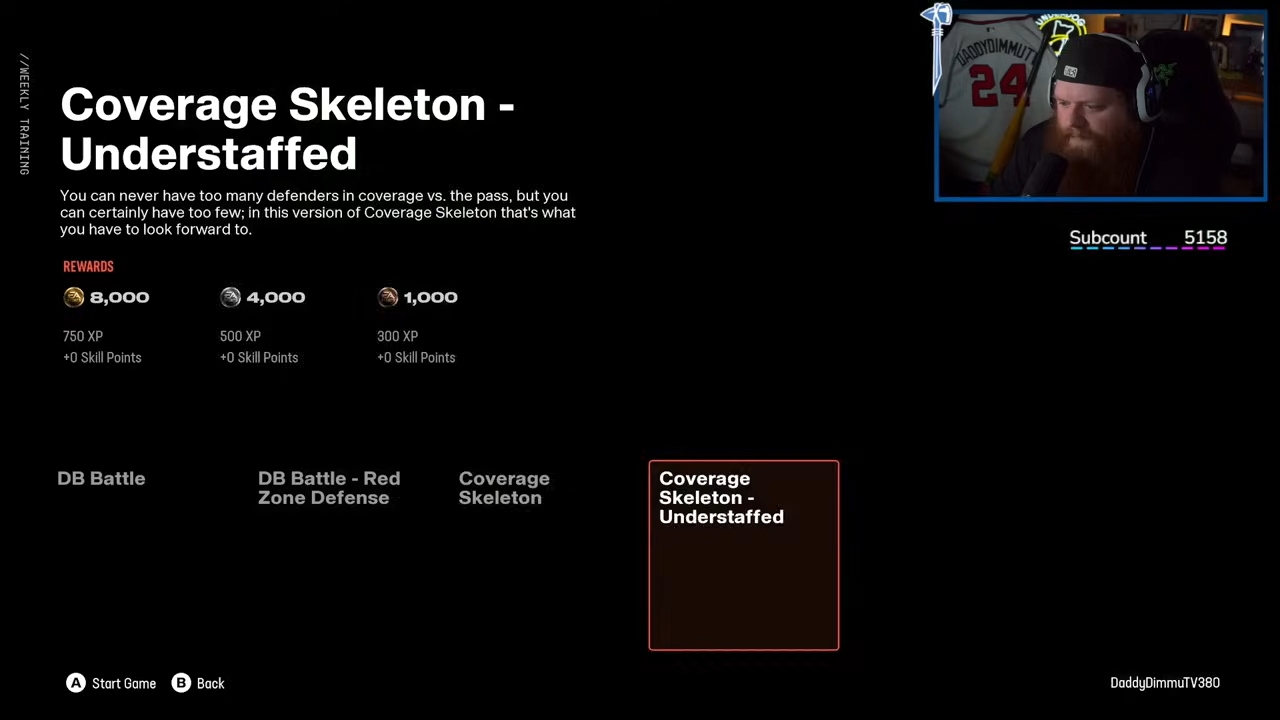 //WEEKLY TRAINING
Coverage Skeleton -
Understaffed
You can never have too many defenders in coverage vs. the pass, but you
can certainly have too few; in this version of Coverage Skeleton that's what
you have to look forward to.
REWARDS
8,000
4,000
1,000
750 XP
500 XP
300 XP
+0 Skill Points
+0 Skill Points
+0 Skill Points
DB Battle
DB Battle - Red
Zone Defense
Coverage
Skeleton
Coverage
Skeleton -
Understaffed
A Start Game
B Back
DaddyDimmuTV380
DADDYDIMMUT
24
Subcount 5158